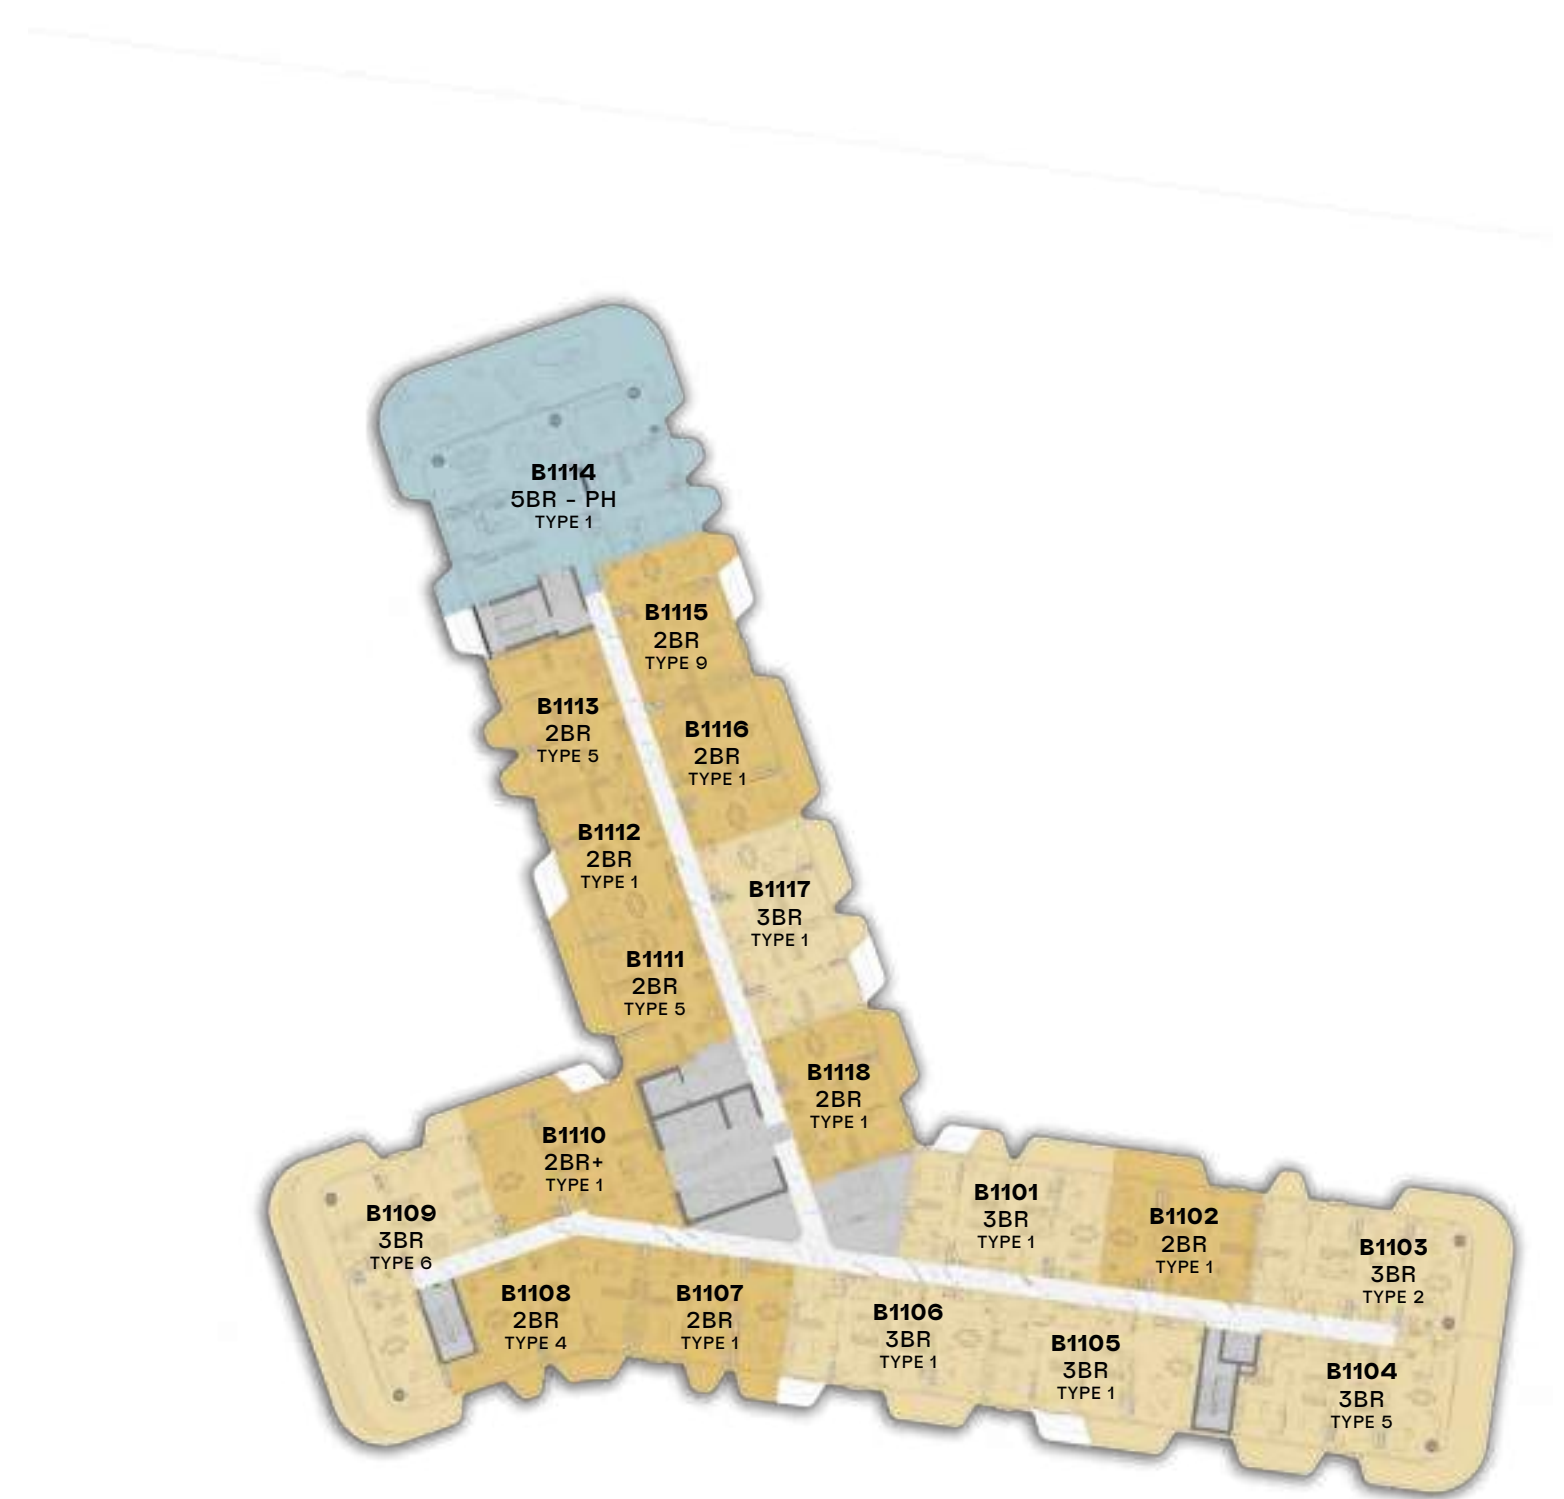 B1114
5BR - PH
TYPE 1
B1115
2BR
TYPE 9
B1113
2BR
TYPE 5
B1116
2BR
TYPE 1
B1112
2BR
TYPE 1
B1117
3BR
TYPE 1
B1111
2BR
TYPE 5
B1118
2BR
TYPE 1
B1110
2BR+
TYPE 1
B1109
3BR
TYPE 6
B1101
3BR
TYPE 1
B1102
2BR
TYPE 1
B1103
3BR
TYPE 2
B1108
2BR
TYPE 4
B1107
2BR
TYPE 1
B1106
3BR
TYPE 1
B1105
3BR
TYPE 1
B1104
3BR
TYPE 5